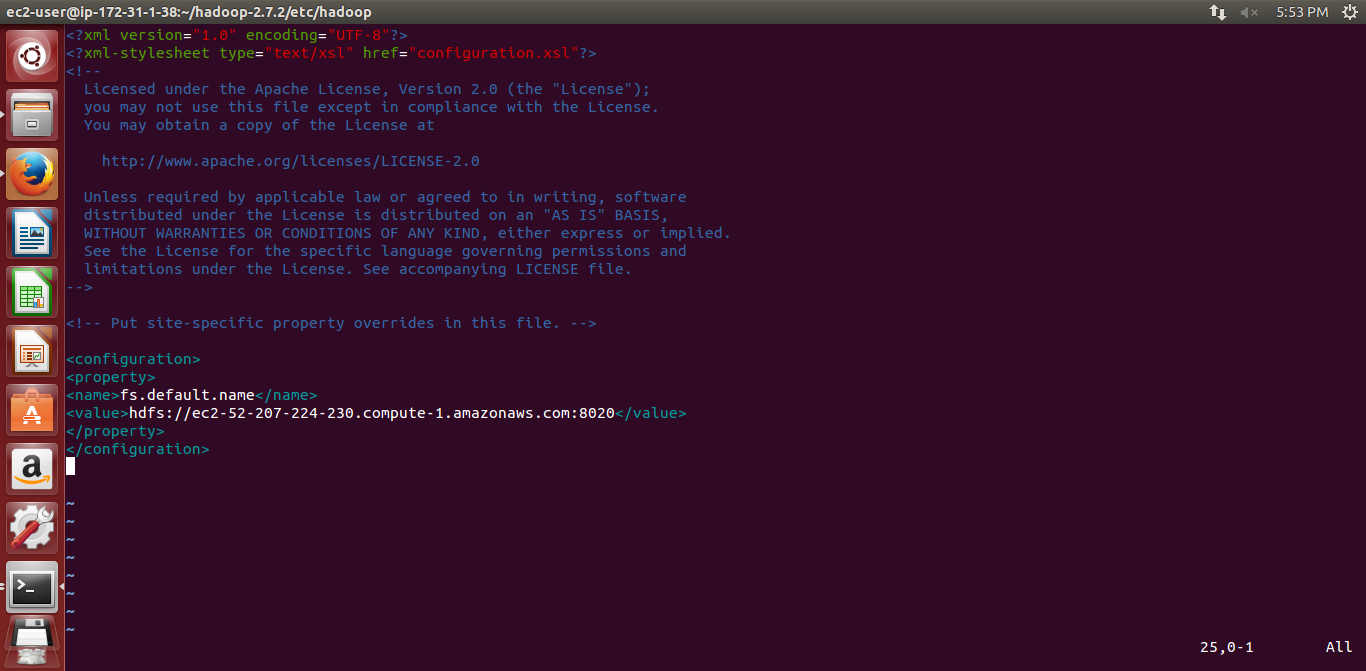 ec2-user@ip-172-31-1-38:~/hadoop-2.7.2/etc/hadoop
5:53 PM
<?xml version="1.0" encoding="UTF-8"?>
<?xml-stylesheet type="text/xsl" href="configuration.xsl"?>
<!--
  Licensed under the Apache License, Version 2.0 (the "License");
  you may not use this file except in compliance with the License.
  You may obtain a copy of the License at

    http://www.apache.org/licenses/LICENSE-2.0

  Unless required by applicable law or agreed to in writing, software
  distributed under the License is distributed on an "AS IS" BASIS,
  WITHOUT WARRANTIES OR CONDITIONS OF ANY KIND, either express or implied.
  See the License for the specific language governing permissions and
  limitations under the License. See accompanying LICENSE file.
-->

<!-- Put site-specific property overrides in this file. -->

<configuration>
<property>
<name>fs.default.name</name>
<value>hdfs://ec2-52-207-224-230.compute-1.amazonaws.com:8020</value>
</property>
</configuration>

~
~
~
~
~
~
~
~
25,0-1 All